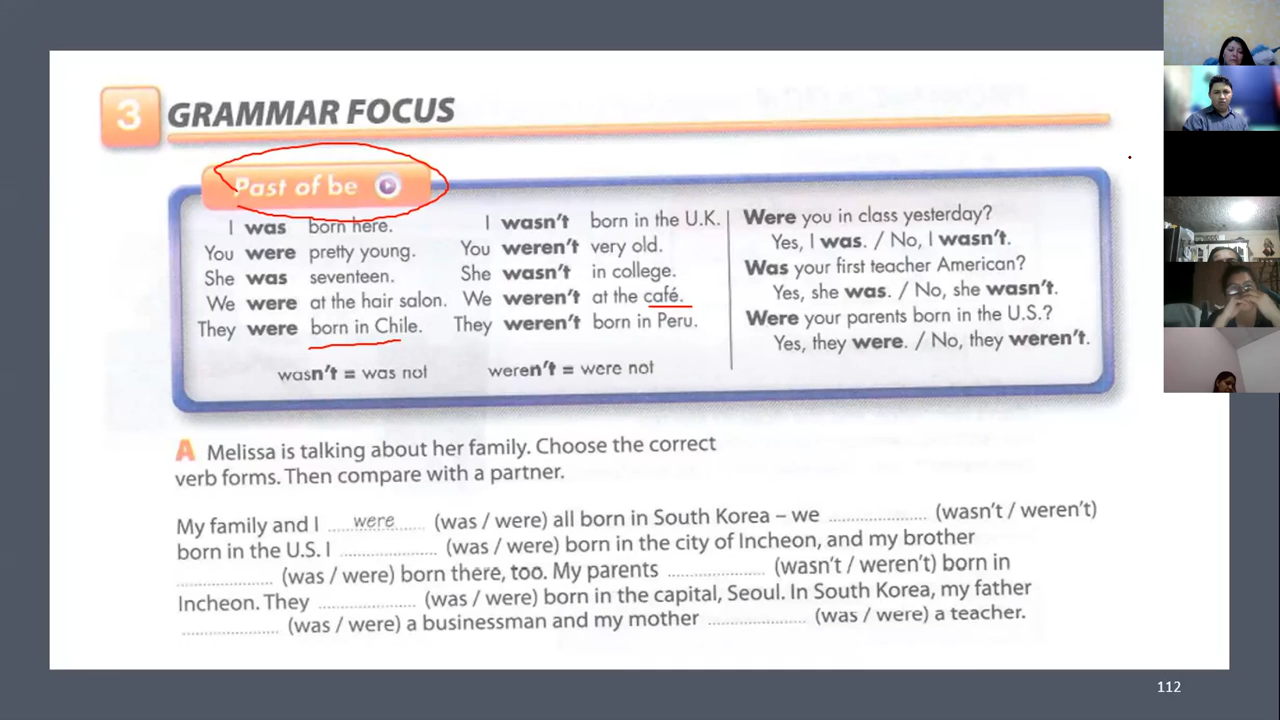 3 GRAMMAR FOCUS
Past of be
I was born here. I wasn't born in the U.K. Were you in class yesterday?
You were pretty young. You weren't very old. Yes, I was. / No, I wasn't.
She was seventeen. She wasn't in college. Was your first teacher American?
We were at the hair salon. We weren't at the café. Yes, she was. / No, she wasn't.
They were born in Chile. They weren't born in Peru. Were your parents born in the U.S.?
Yes, they were. / No, they weren't.
wasn't = was not weren't = were not
A Melissa is talking about her family. Choose the correct
verb forms. Then compare with a partner.
My family and I were (was / were) all born in South Korea – we ................ (wasn't / weren't)
born in the U.S. I ................ (was / were) born in the city of Incheon, and my brother
................ (was / were) born there, too. My parents ................ (wasn't / weren't) born in
Incheon. They ................ (was / were) born in the capital, Seoul. In South Korea, my father
................ (was / were) a businessman and my mother ................ (was / were) a teacher.
112